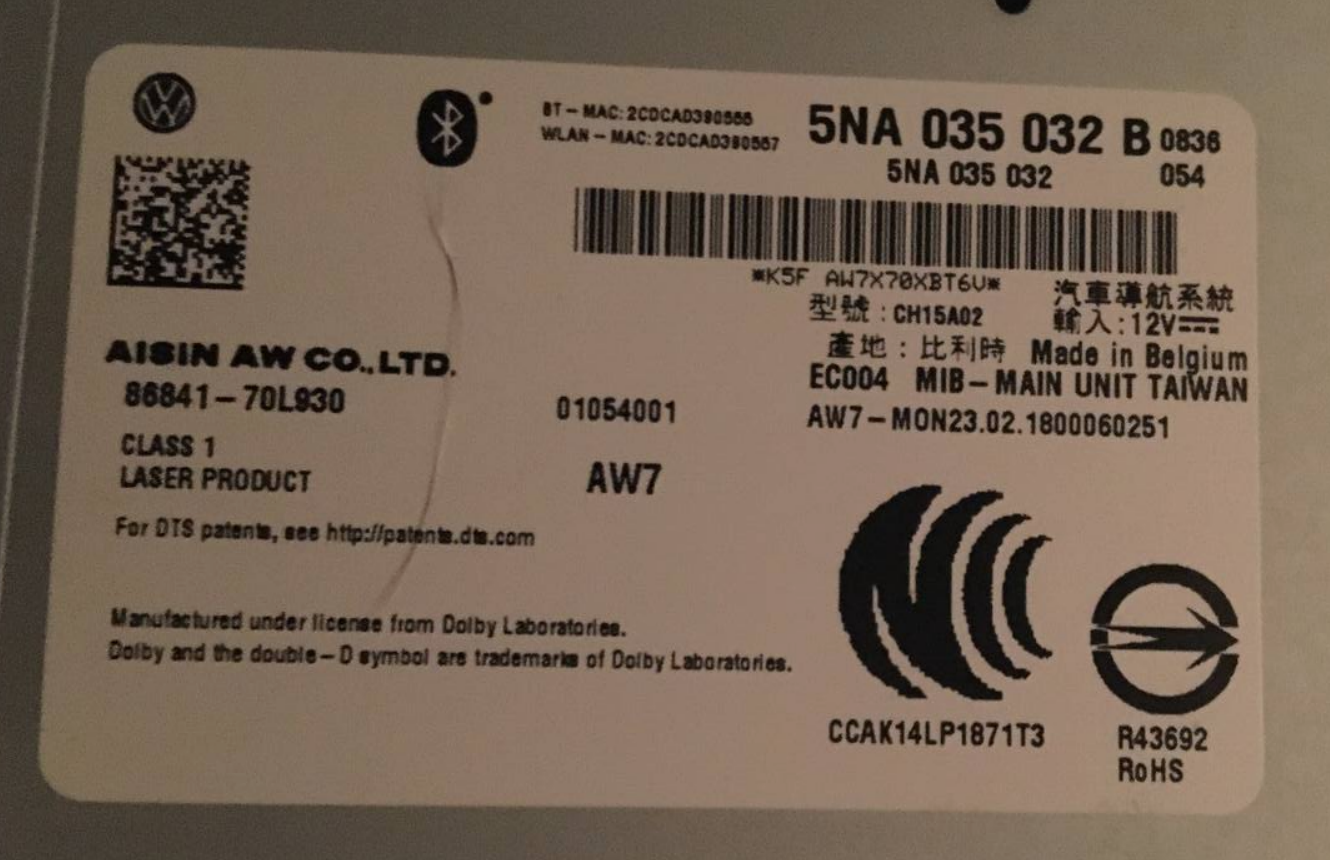 BT-MAC: 2CDCAD390555
WLAN-MAC: 2CDCAD390557
5NA 035 032 B 0836
5NA 035 032 054
*K5F AW7X70XBT6V*
汽車導航系統
型號：CH15A02
輸入：12V
產地：比利時 Made in Belgium
EC004 MIB-MAIN UNIT TAIWAN
AW7-MON23.02.1800060251
AISIN AW CO.,LTD.
86841-70L930
01054001
CLASS 1
LASER PRODUCT
AW7
For DTS patents, see http://patents.dts.com
Manufactured under license from Dolby Laboratories.
Dolby and the double-D symbol are trademarks of Dolby Laboratories.
CCAK14LP1871T3
R43692
RoHS